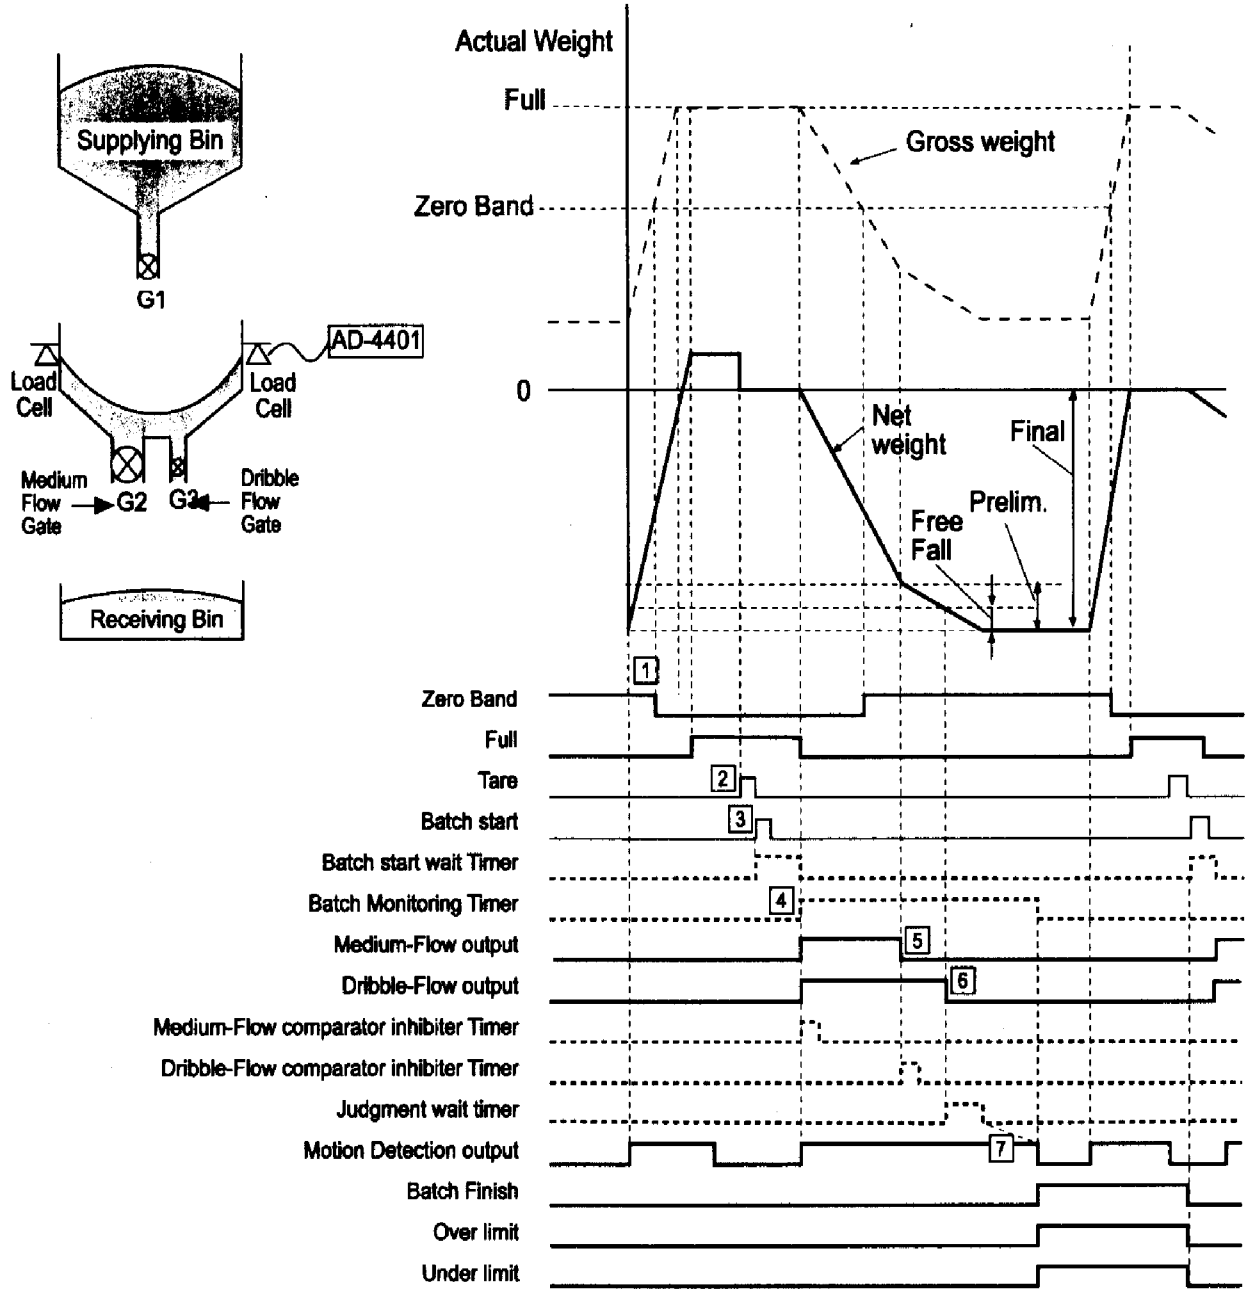 Supplying Bin
G1
AD-4401
Load
Cell
Load
Cell
Medium
Flow
Gate
G2
G3
Dribble
Flow
Gate
Receiving Bin
Actual Weight
Full
Gross weight
Zero Band
0
Net
weight
Final
Prelim.
Free
Fall
1
Zero Band
Full
Tare
2
Batch start
3
Batch start wait Timer
Batch Monitoring Timer
4
Medium-Flow output
5
Dribble-Flow output
6
Medium-Flow comparator inhibiter Timer
Dribble-Flow comparator inhibiter Timer
Judgment wait timer
Motion Detection output
7
Batch Finish
Over limit
Under limit